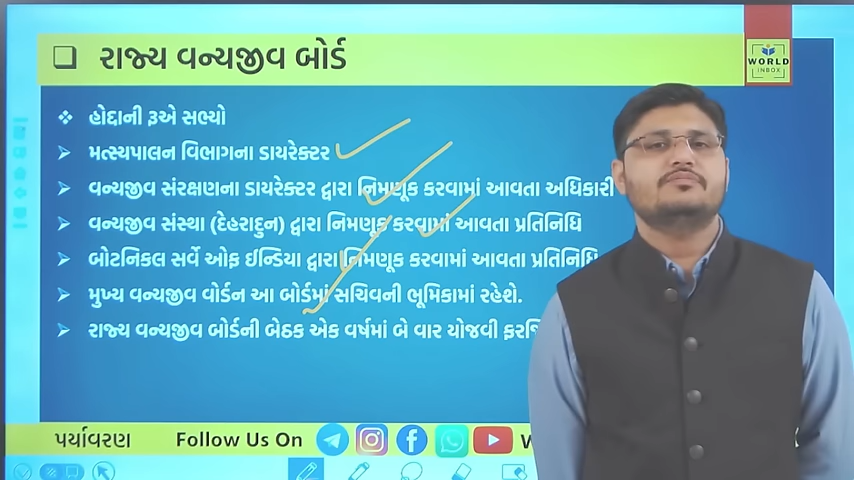 રાજ્ય વન્યજીવ બોર્ડ
WORLD
INBOX
હોદ્દાની રૂએ સભ્યો
મત્સ્યપાલન વિભાગના ડાયરેક્ટર
વન્યજીવ સંરક્ષણના ડાયરેક્ટર દ્વારા નિમણૂક કરવામાં આવતા અધિકારી
વન્યજીવ સંસ્થા (દેહરાદુન) દ્વારા નિમણૂક કરવામાં આવતા પ્રતિનિધિ
બોટનિકલ સર્વે ઓફ ઈન્ડિયા દ્વારા નિમણૂક કરવામાં આવતા પ્રતિનિધિ
મુખ્ય વન્યજીવ વોર્ડન આ બોર્ડમાં સચિવની ભૂમિકામાં રહેશે.
રાજ્ય વન્યજીવ બોર્ડની બેઠક એક વર્ષમાં બે વાર યોજવી
પર્યાવરણ Follow Us On